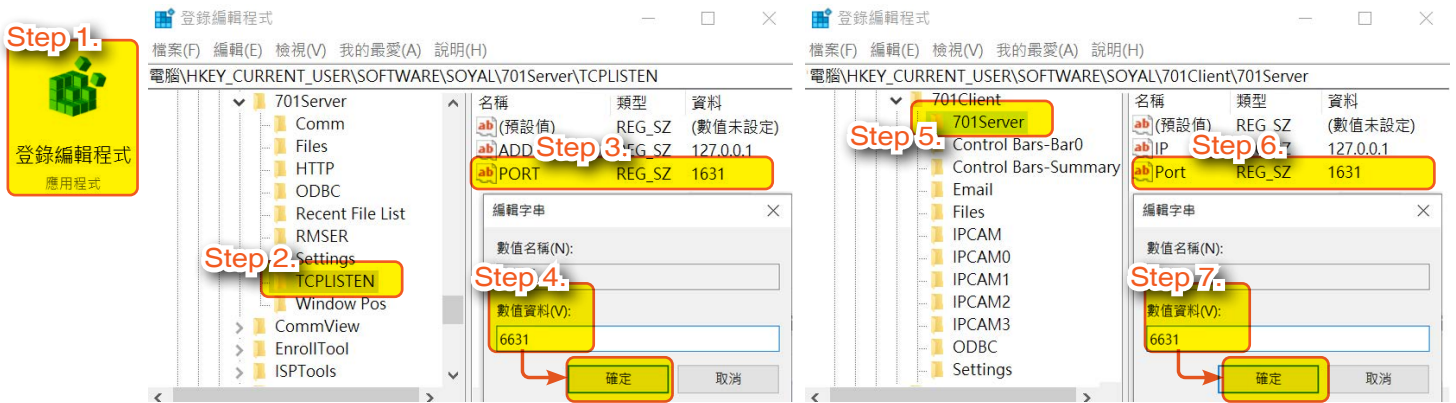 Step 1.
登錄編輯程式
應用程式
登錄編輯程式
檔案(F) 編輯(E) 檢視(V) 我的最愛(A) 說明(H)
電腦\HKEY_CURRENT_USER\SOFTWARE\SOYAL\701Server\TCPLISTEN
701Server
Comm
Files
HTTP
ODBC
Recent File List
RMSER
Step 2.
Settings
TCPLISTEN
Window Pos
CommView
EnrollTool
ISPTools
名稱 類型 資料
(預設值) REG_SZ (數值未設定)
Step 3.
ADD REG_SZ 127.0.0.1
PORT REG_SZ 1631
編輯字串
數值名稱(N):
Step 4.
數值資料(V):
6631
確定 取消
登錄編輯程式
檔案(F) 編輯(E) 檢視(V) 我的最愛(A) 說明(H)
電腦\HKEY_CURRENT_USER\SOFTWARE\SOYAL\701Client\701Server
701Client
701Server
Step 5.
Control Bars-Bar0
Control Bars-Summary
Email
Files
IPCAM
IPCAM0
IPCAM1
IPCAM2
IPCAM3
ODBC
Settings
名稱 類型 資料
(預設值) REG_SZ (數值未設定)
Step 6.
IP 127.0.0.1
Port REG_SZ 1631
編輯字串
數值名稱(N):
Step 7.
數值資料(V):
6631
確定 取消